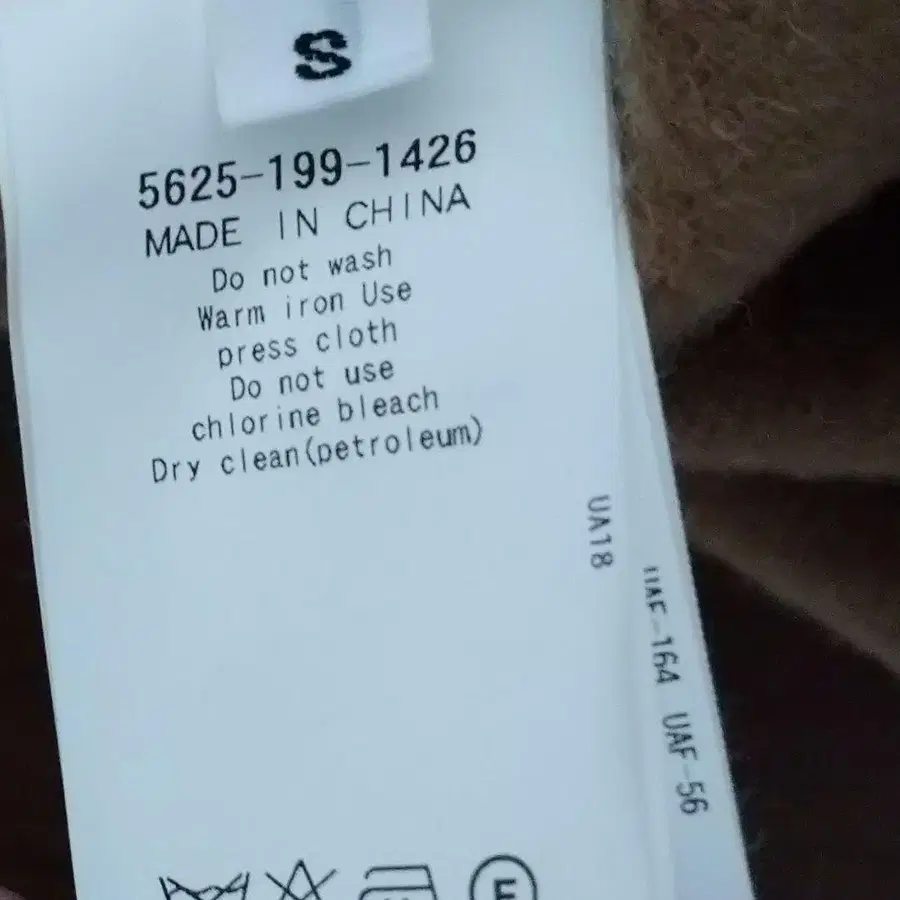 S
5625-199-1426
MADE IN CHINA
Do not wash
Warm iron Use
press cloth
Do not use
chlorine bleach
Dry clean(petroleum)
UA18
UAF-164 UAF-56